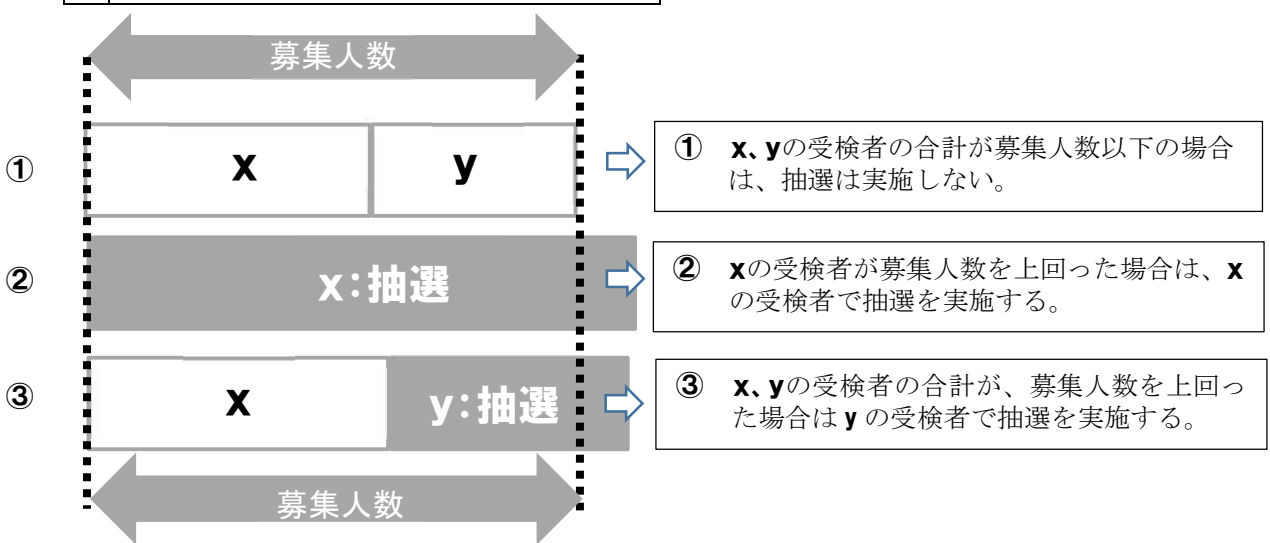 募集人数
①
x
y
① x、yの受検者の合計が募集人数以下の場合
は、抽選は実施しない。
②
x:抽選
② xの受検者が募集人数を上回った場合は、x
の受検者で抽選を実施する。
③
x
y:抽選
③ x、yの受検者の合計が、募集人数を上回っ
た場合は y の受検者で抽選を実施する。
募集人数